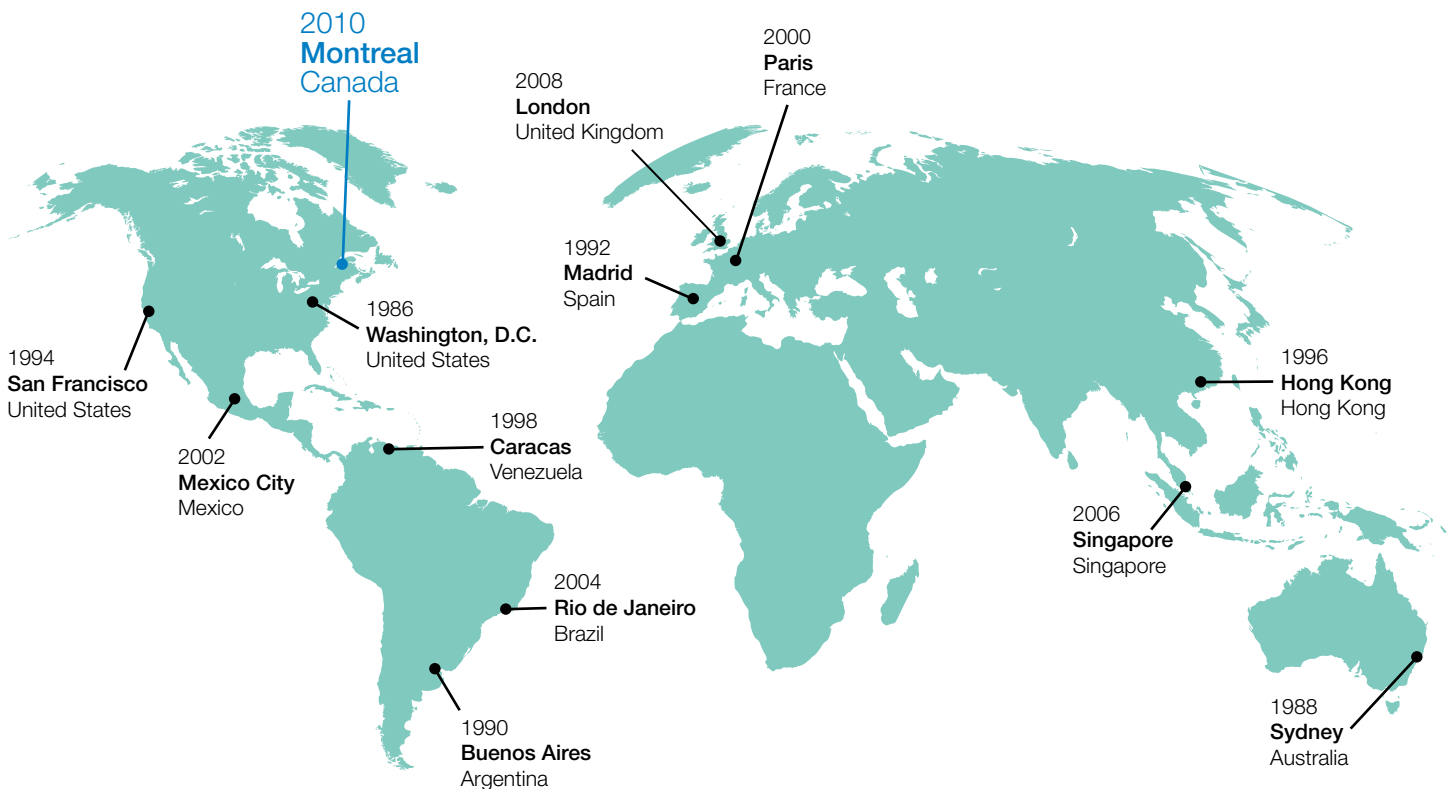 2010
Montreal
Canada
2000
Paris
France
2008
London
United Kingdom
1992
Madrid
Spain
1986
Washington, D.C.
United States
1994
San Francisco
United States
1996
Hong Kong
Hong Kong
1998
Caracas
Venezuela
2002
Mexico City
Mexico
2006
Singapore
Singapore
2004
Rio de Janeiro
Brazil
1988
Sydney
Australia
1990
Buenos Aires
Argentina